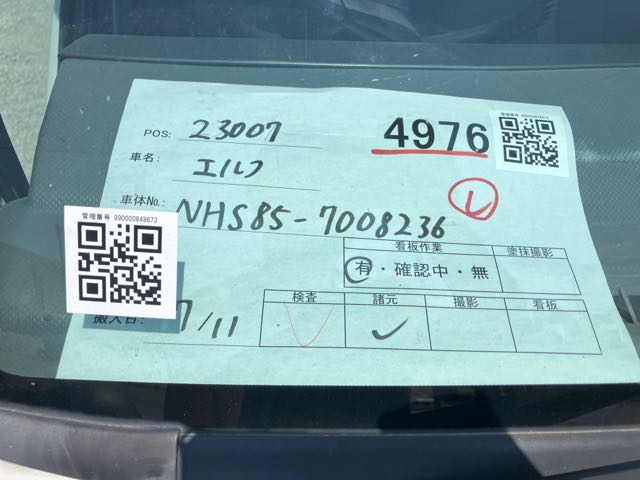 POS: 23007
4976
管理番号 990000848673
車名: エルフ
車体No.: NHS85-7008236
レ
管理番号 990000848673
看板作業 塗抹撮影
有・確認中・無
検査 諸元 撮影 看板
搬入日: 7/11